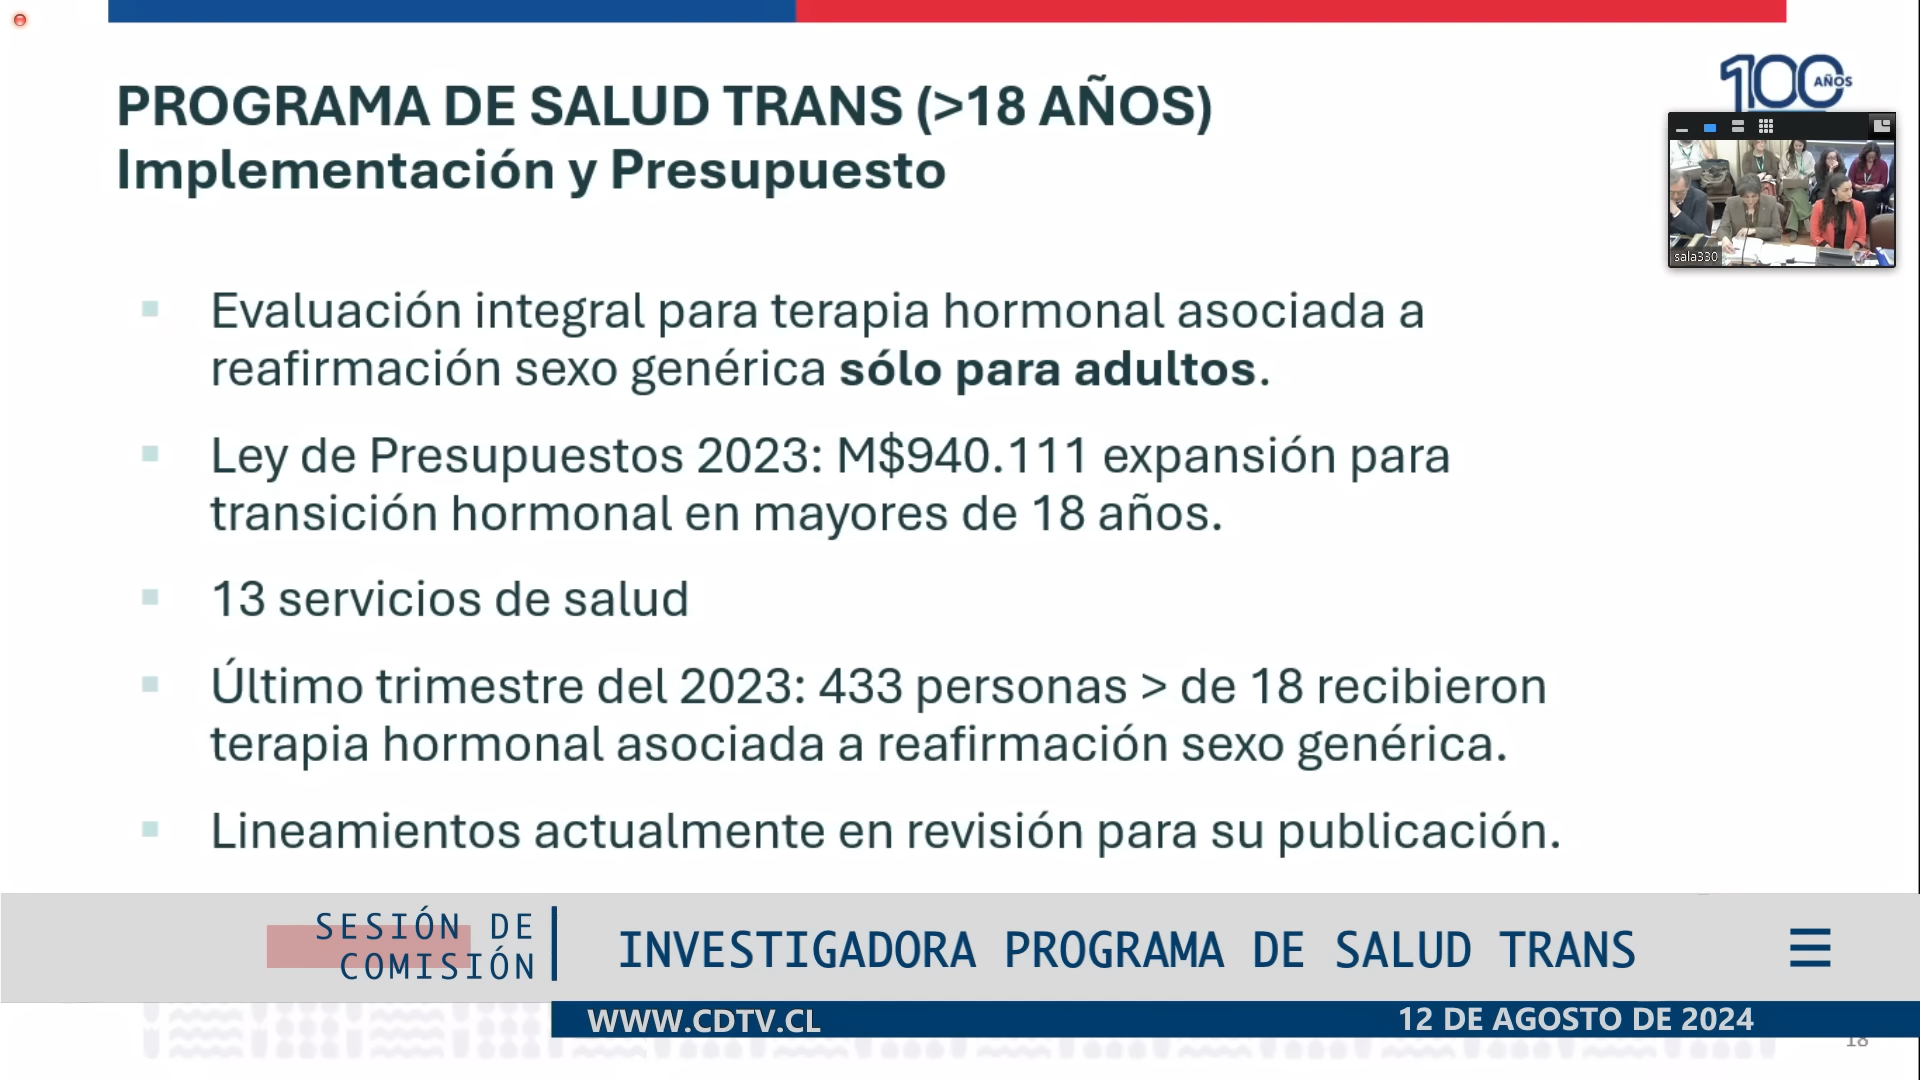 100 AÑOS
PROGRAMA DE SALUD TRANS (>18 AÑOS)
Implementación y Presupuesto
sala330
Evaluación integral para terapia hormonal asociada a
reafirmación sexo genérica sólo para adultos.
Ley de Presupuestos 2023: M$940.111 expansión para
transición hormonal en mayores de 18 años.
13 servicios de salud
Último trimestre del 2023: 433 personas > de 18 recibieron
terapia hormonal asociada a reafirmación sexo genérica.
Lineamientos actualmente en revisión para su publicación.
SESIÓN DE
COMISIÓN
INVESTIGADORA PROGRAMA DE SALUD TRANS
WWW.CDTV.CL
12 DE AGOSTO DE 2024
18